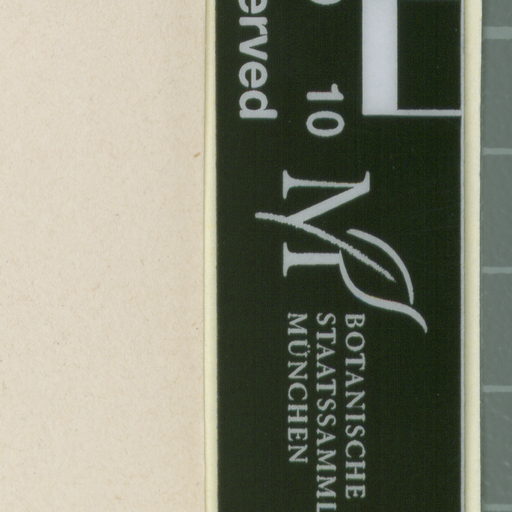 erved
10
BOTANISCHE
STAATSSAMML
MÜNCHEN